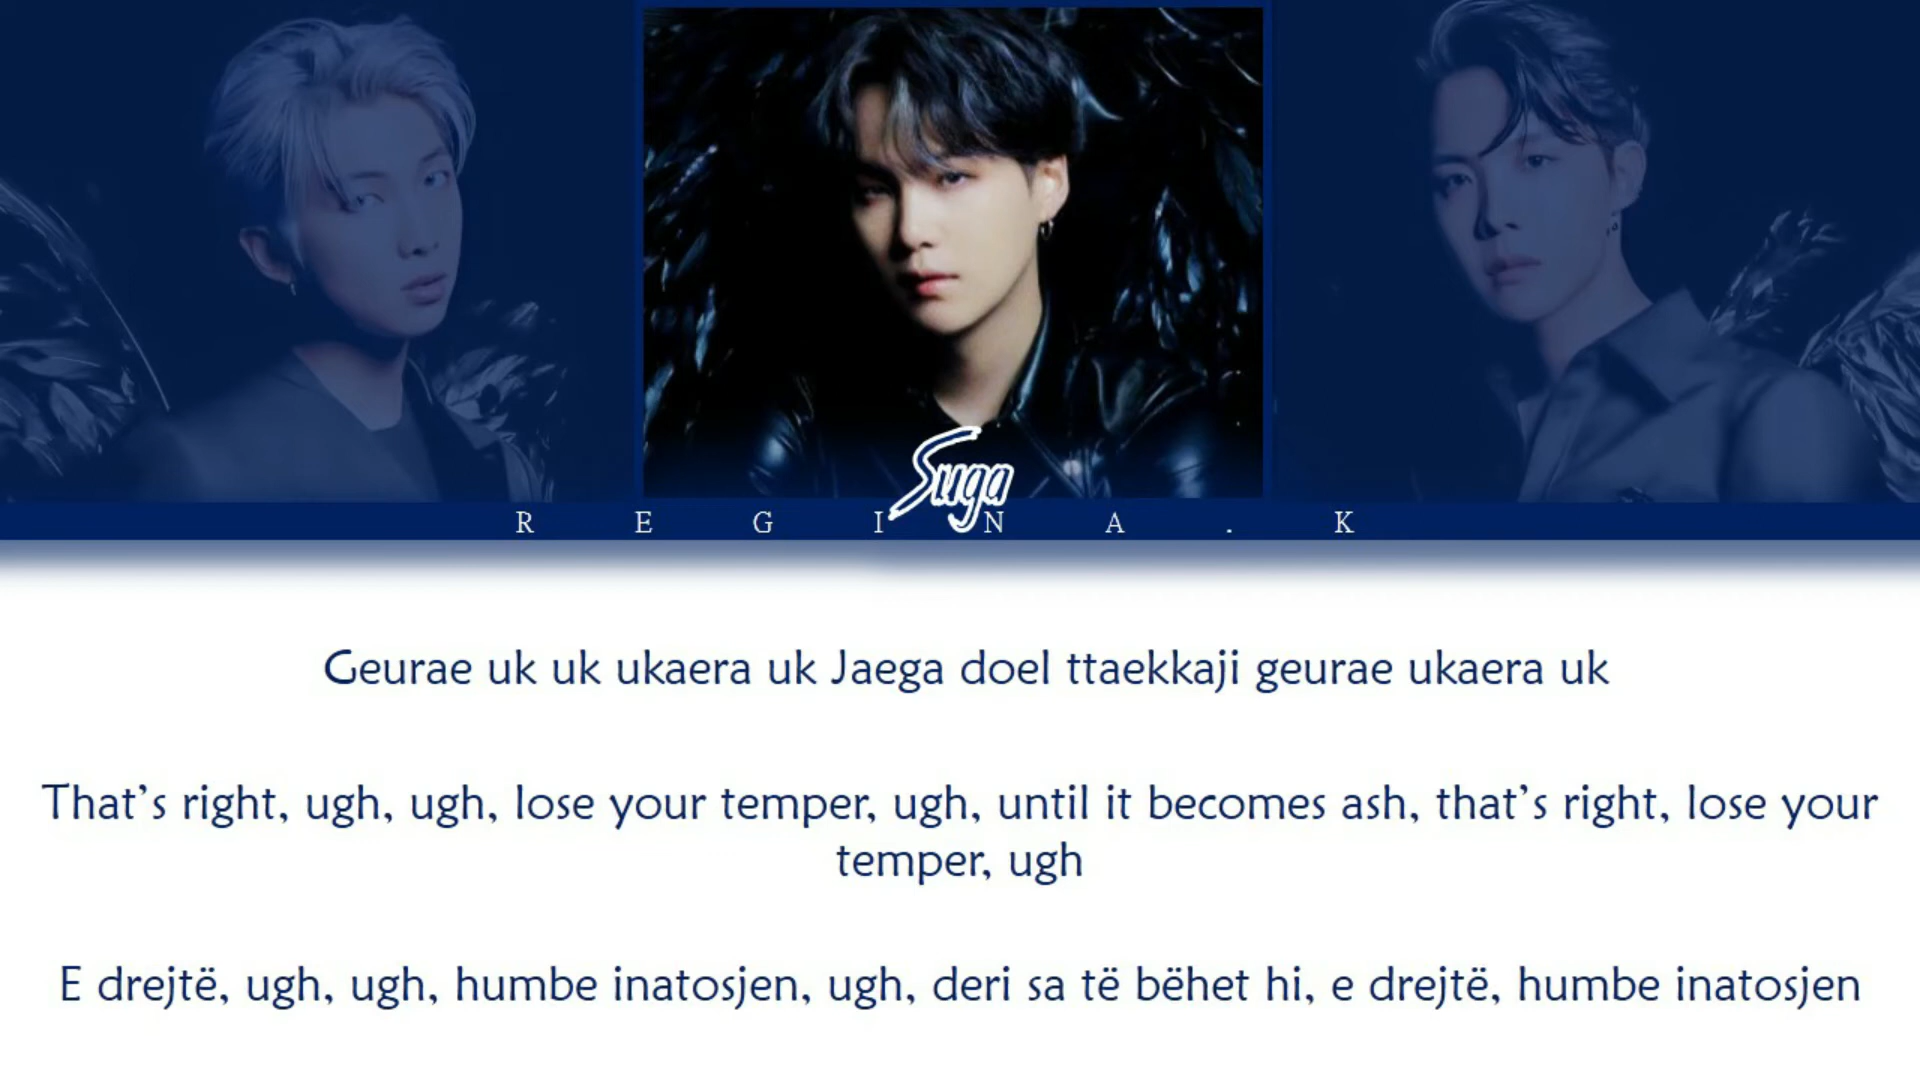 Suga
REGINA.K
Geurae uk uk ukaera uk Jaega doel ttaekkaji geurae ukaera uk
That’s right, ugh, ugh, lose your temper, ugh, until it becomes ash, that’s right, lose your
temper, ugh
E drejtë, ugh, ugh, humbe inatosjen, ugh, deri sa të bëhet hi, e drejtë, humbe inatosjen